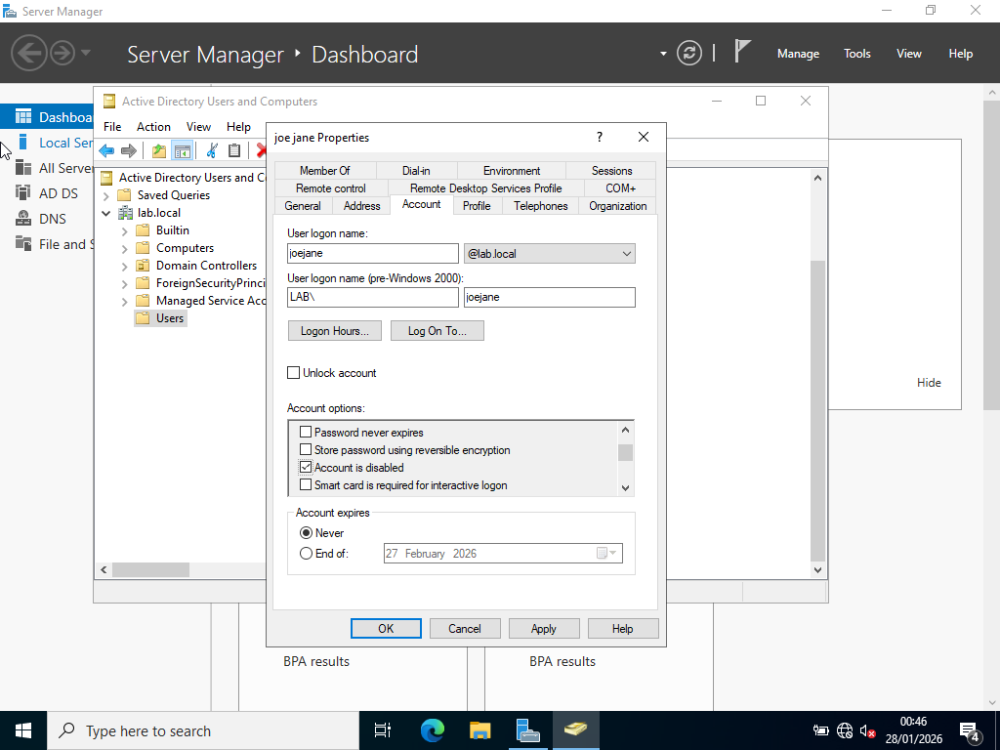 Server Manager
Server Manager ‣ Dashboard
Manage Tools View Help
Dashboa
Local Ser
All Server
AD DS
DNS
File and S
Active Directory Users and Computers
File Action View Help
Active Directory Users and C
Saved Queries
lab.local
Builtin
Computers
Domain Controllers
ForeignSecurityPrinci
Managed Service Acc
Users
joe jane Properties
?
Member Of Dial-in Environment Sessions
Remote control Remote Desktop Services Profile COM+
General Address Account Profile Telephones Organization
User logon name:
joejane @lab.local
User logon name (pre-Windows 2000):
LAB\ joejane
Logon Hours... Log On To...
Unlock account
Account options:
Password never expires
Store password using reversible encryption
Account is disabled
Smart card is required for interactive logon
Account expires
Never
End of: 27 February 2026
OK Cancel Apply Help
Hide
BPA results BPA results
Type here to search
00:46
28/01/2026
4